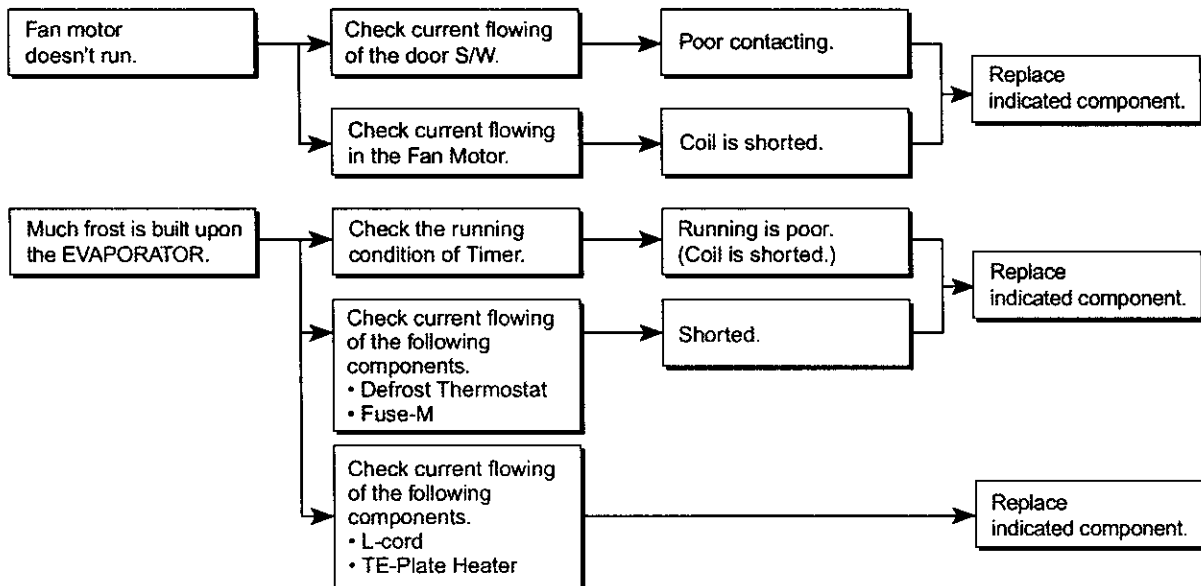 Fan motor
doesn't run.
Check current flowing
of the door S/W.
Poor contacting.
Replace
indicated component.
Check current flowing
in the Fan Motor.
Coil is shorted.
Much frost is built upon
the EVAPORATOR.
Check the running
condition of Timer.
Running is poor.
(Coil is shorted.)
Replace
indicated component.
Check current flowing
of the following
components.
• Defrost Thermostat
• Fuse-M
Shorted.
Check current flowing
of the following
components.
• L-cord
• TE-Plate Heater
Replace
indicated component.